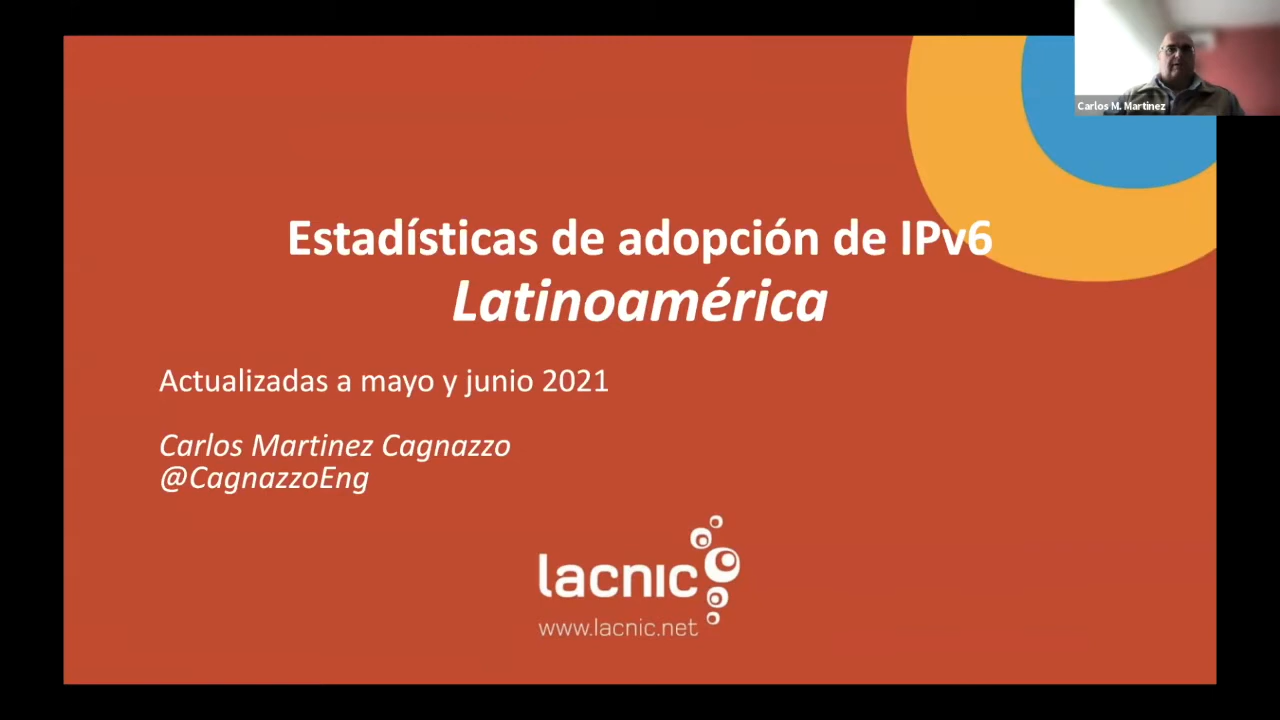 Carlos M. Martinez
Estadísticas de adopción de IPv6
Latinoamérica
Actualizadas a mayo y junio 2021
Carlos Martinez Cagnazzo
@CagnazzoEng
lacnic
www.lacnic.net